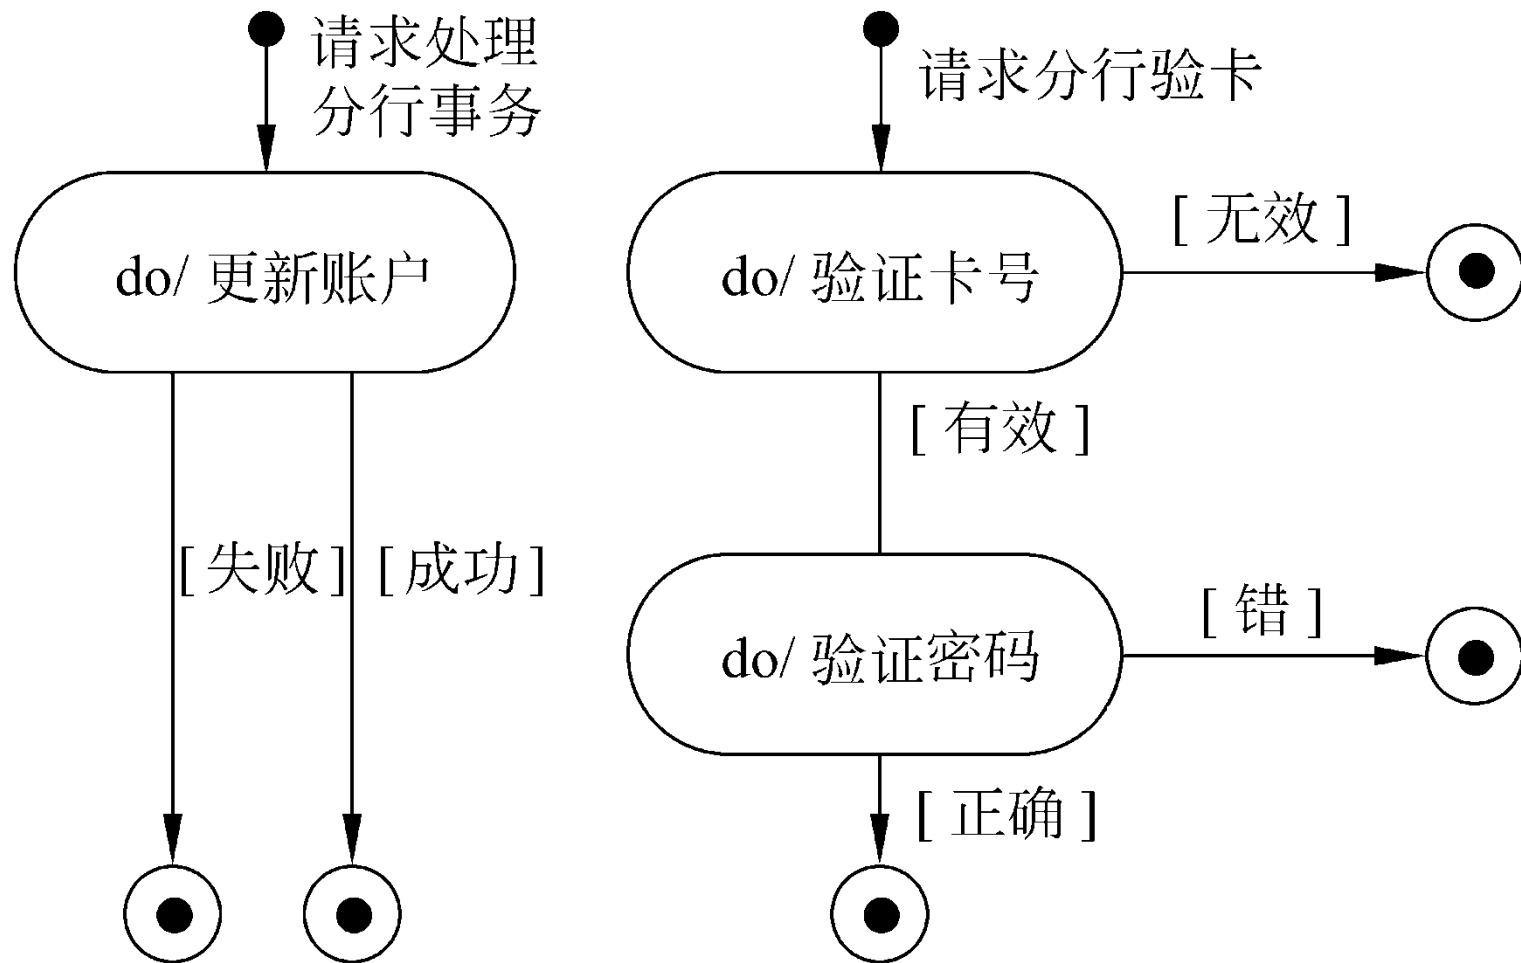 请求处理
分行事务
do/ 更新账户
[ 失败 ]
[ 成功 ]
请求分行验卡
do/ 验证卡号
[ 无效 ]
[ 有效 ]
do/ 验证密码
[ 错 ]
[ 正确 ]